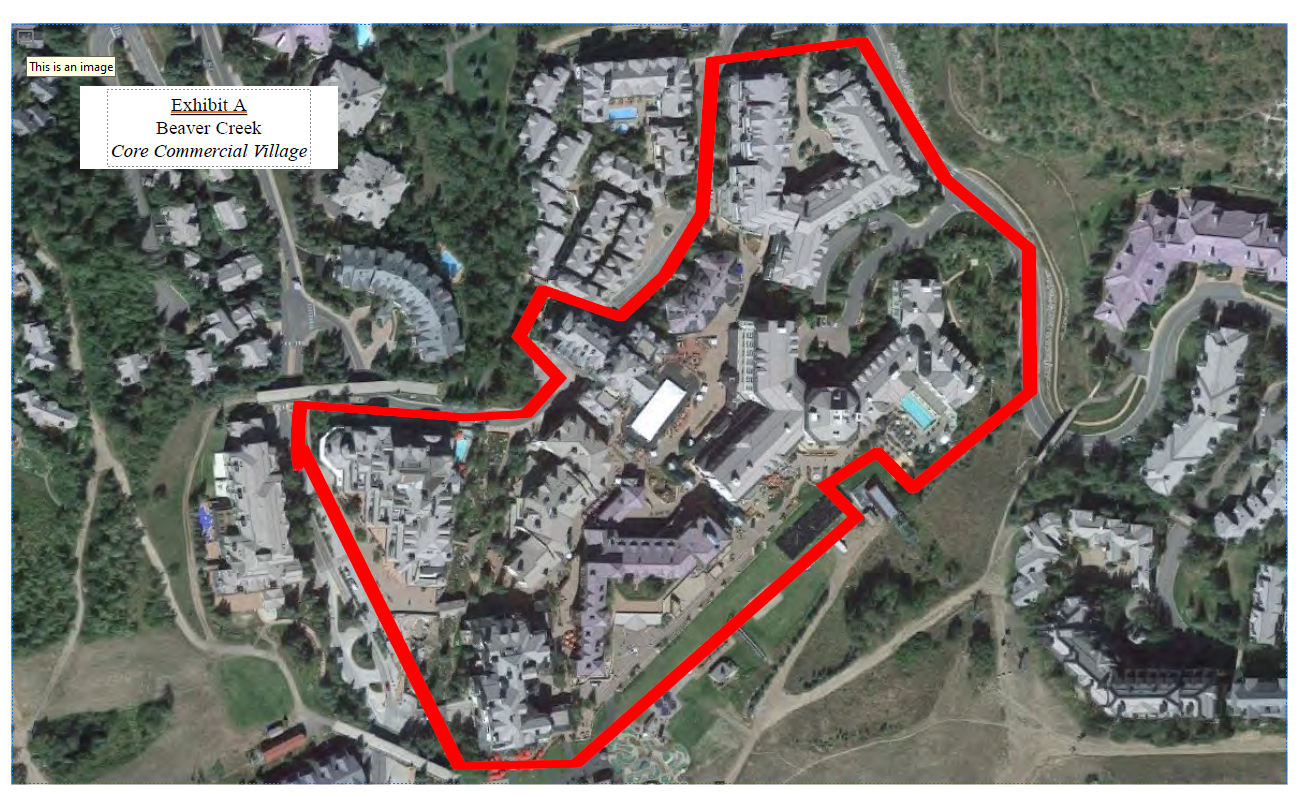 This is an image
Exhibit A
Beaver Creek
Core Commercial Village